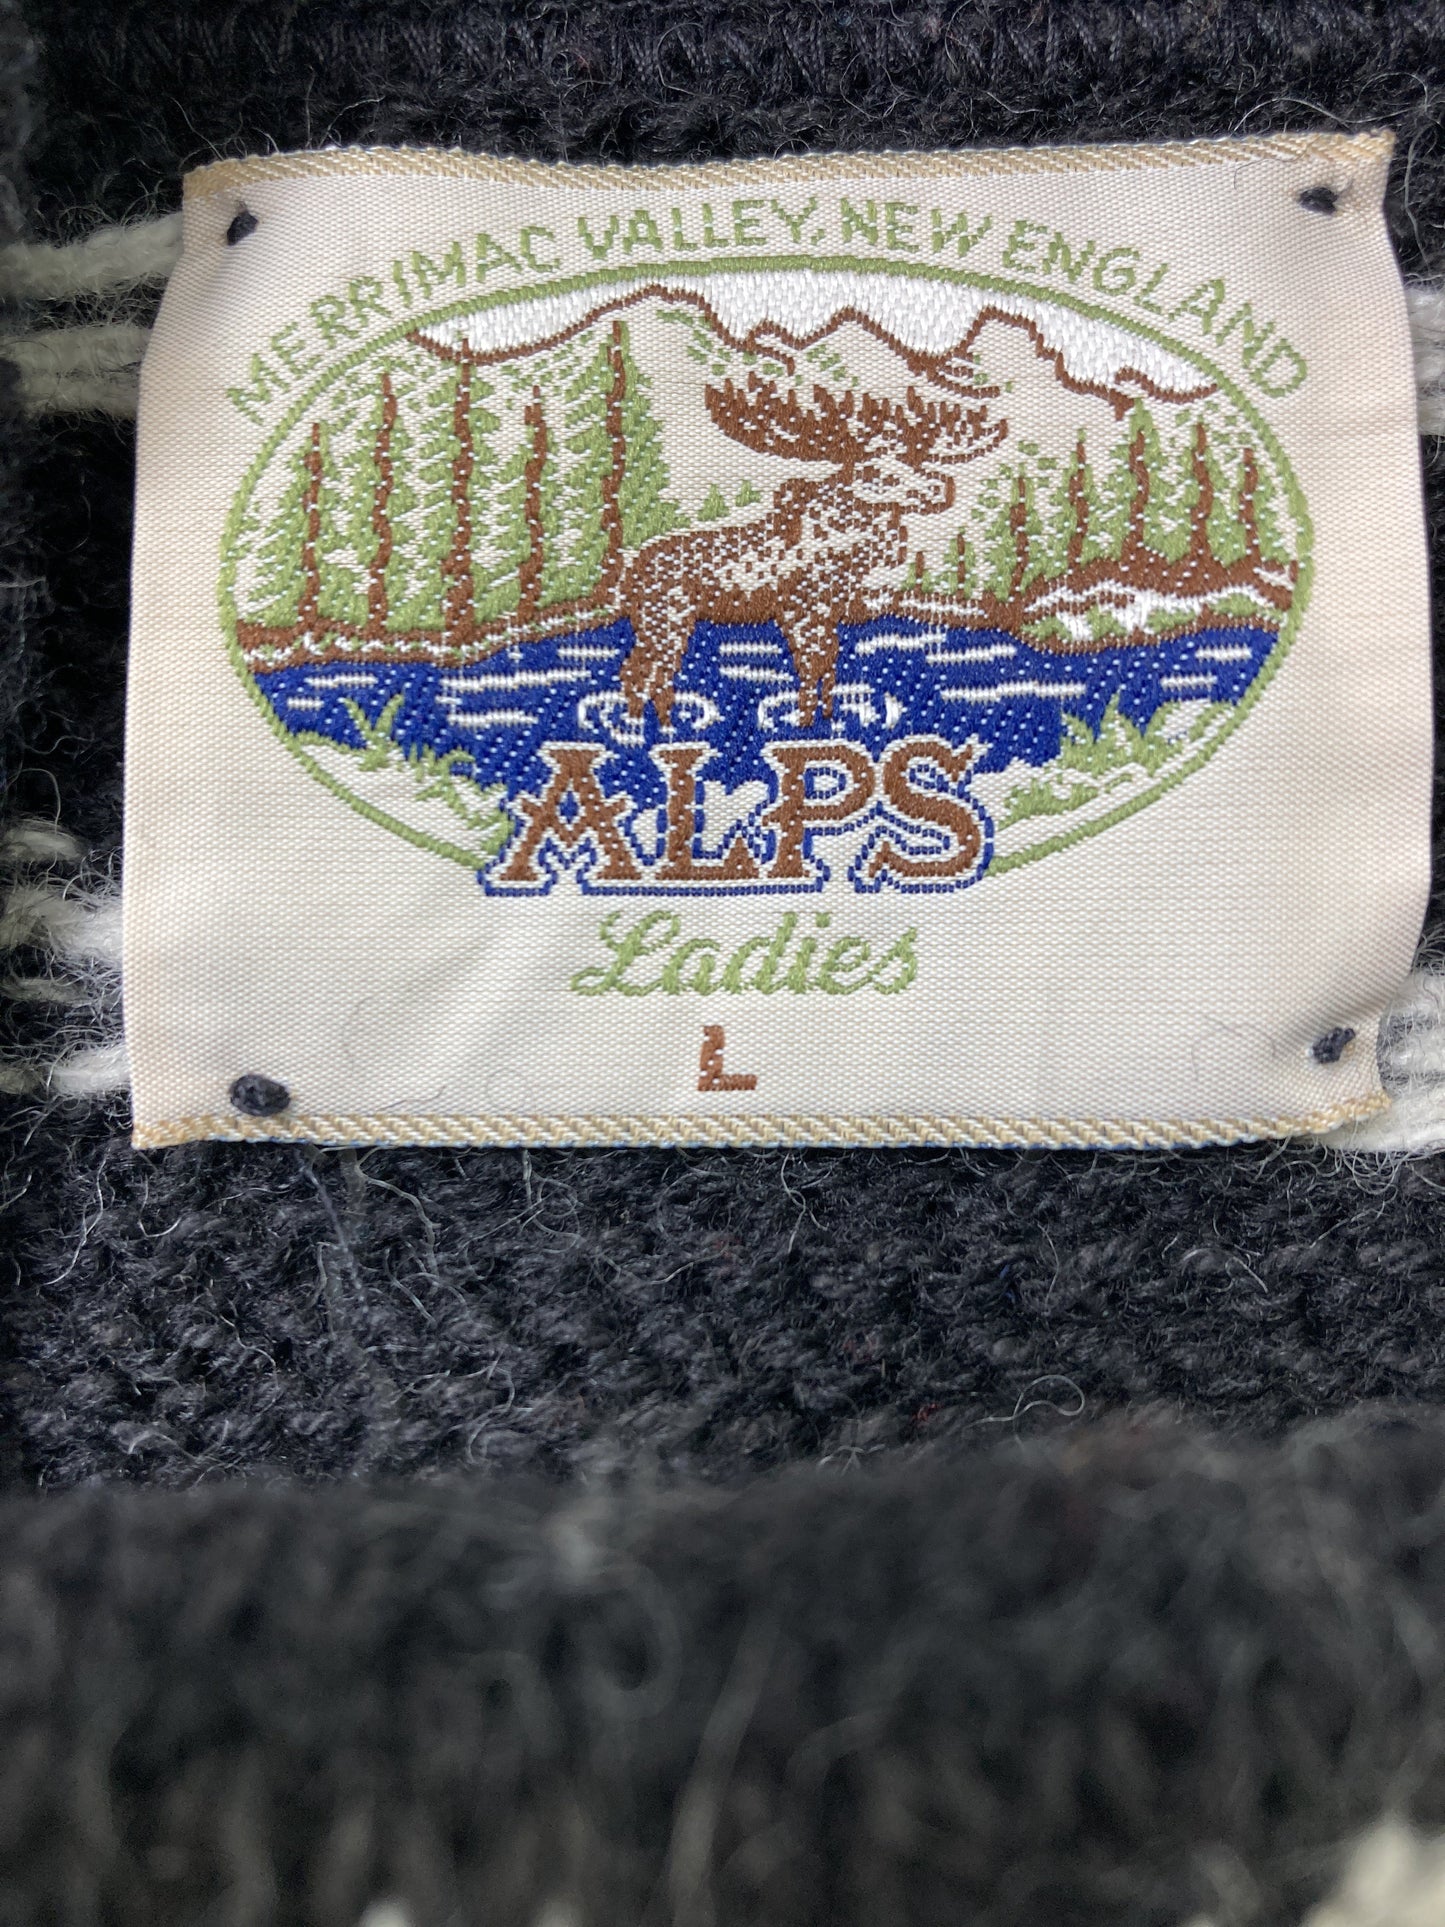 MERRIMAC VALLEY, NEW ENGLAND
ALPS
Ladies
L